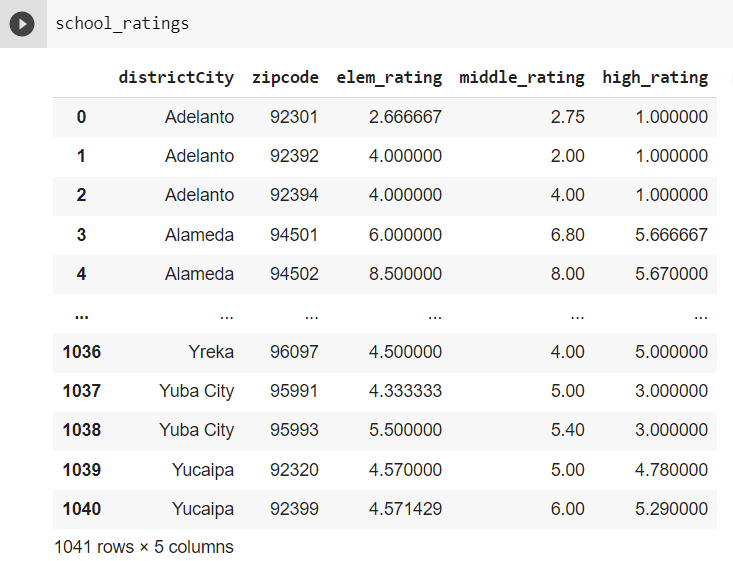 school_ratings
districtCity zipcode elem_rating middle_rating high_rating
0 Adelanto 92301 2.666667 2.75 1.000000
1 Adelanto 92392 4.000000 2.00 1.000000
2 Adelanto 92394 4.000000 4.00 1.000000
3 Alameda 94501 6.000000 6.80 5.666667
4 Alameda 94502 8.500000 8.00 5.670000
... ... ... ... ... ...
1036 Yreka 96097 4.500000 4.00 5.000000
1037 Yuba City 95991 4.333333 5.00 3.000000
1038 Yuba City 95993 5.500000 5.40 3.000000
1039 Yucaipa 92320 4.570000 5.00 4.780000
1040 Yucaipa 92399 4.571429 6.00 5.290000
1041 rows × 5 columns